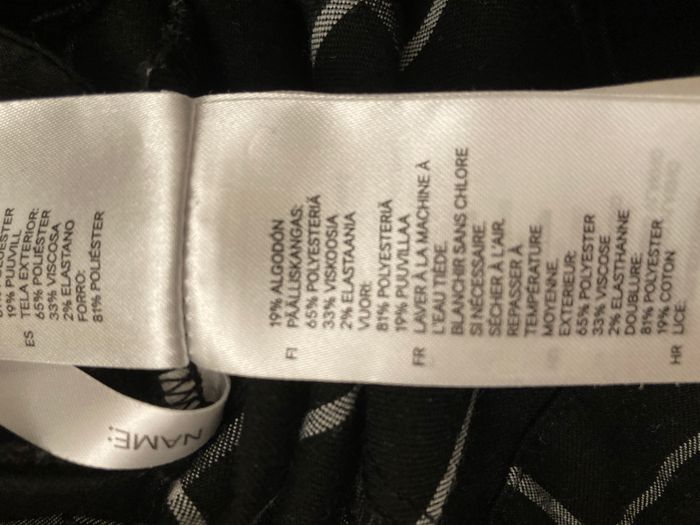 19% PUUVILL
ES
TELA EXTERIOR:
65% POLIÉSTER
33% VISCOSA
2% ELASTANO
FORRO:
81% POLIÉSTER
19% ALGODÓN
FI
PÄÄLLISKANGAS:
65% POLYESTERIÄ
33% VISKOOSIA
2% ELASTAANIA
VUORI:
81% POLYESTERIÄ
19% PUUVILLAA
FR
LAVER À LA MACHINE À
L'EAU TIÈDE.
BLANCHIR SANS CHLORE
SI NÉCESSAIRE.
SÉCHER À L'AIR.
REPASSER À
TEMPÉRATURE
MOYENNE.
EXTERIEUR:
65% POLYESTER
33% VISCOSE
2% ELASTHANNE
DOUBLURE:
81% POLYESTER
19% COTON
HR
LICE:
NAME: